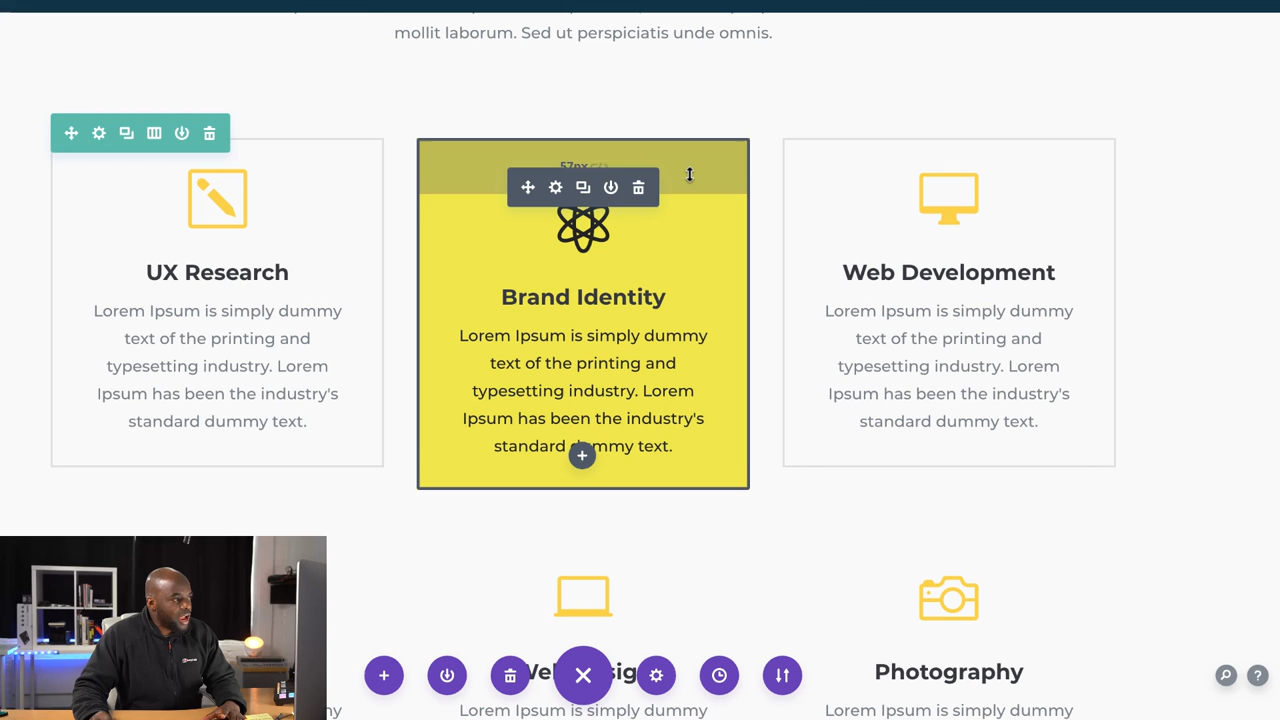 mollit laborum. Sed ut perspiciatis unde omnis.
57px
UX Research
Lorem Ipsum is simply dummy
text of the printing and
typesetting industry. Lorem
Ipsum has been the industry's
standard dummy text.
Brand Identity
Lorem Ipsum is simply dummy
text of the printing and
typesetting industry. Lorem
Ipsum has been the industry's
standard dummy text.
Web Development
Lorem Ipsum is simply dummy
text of the printing and
typesetting industry. Lorem
Ipsum has been the industry's
standard dummy text.
Photography
Lorem Ipsum is simply dummy
Lorem Ipsum is simply dummy
?